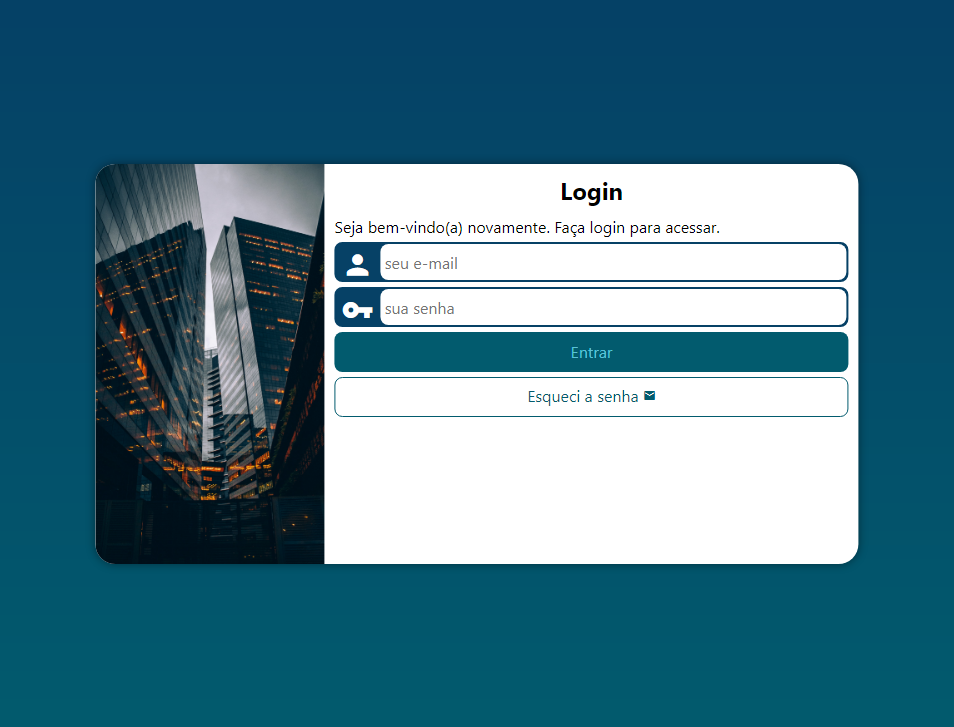 Login
Seja bem-vindo(a) novamente. Faça login para acessar.
seu e-mail
sua senha
Entrar
Esqueci a senha